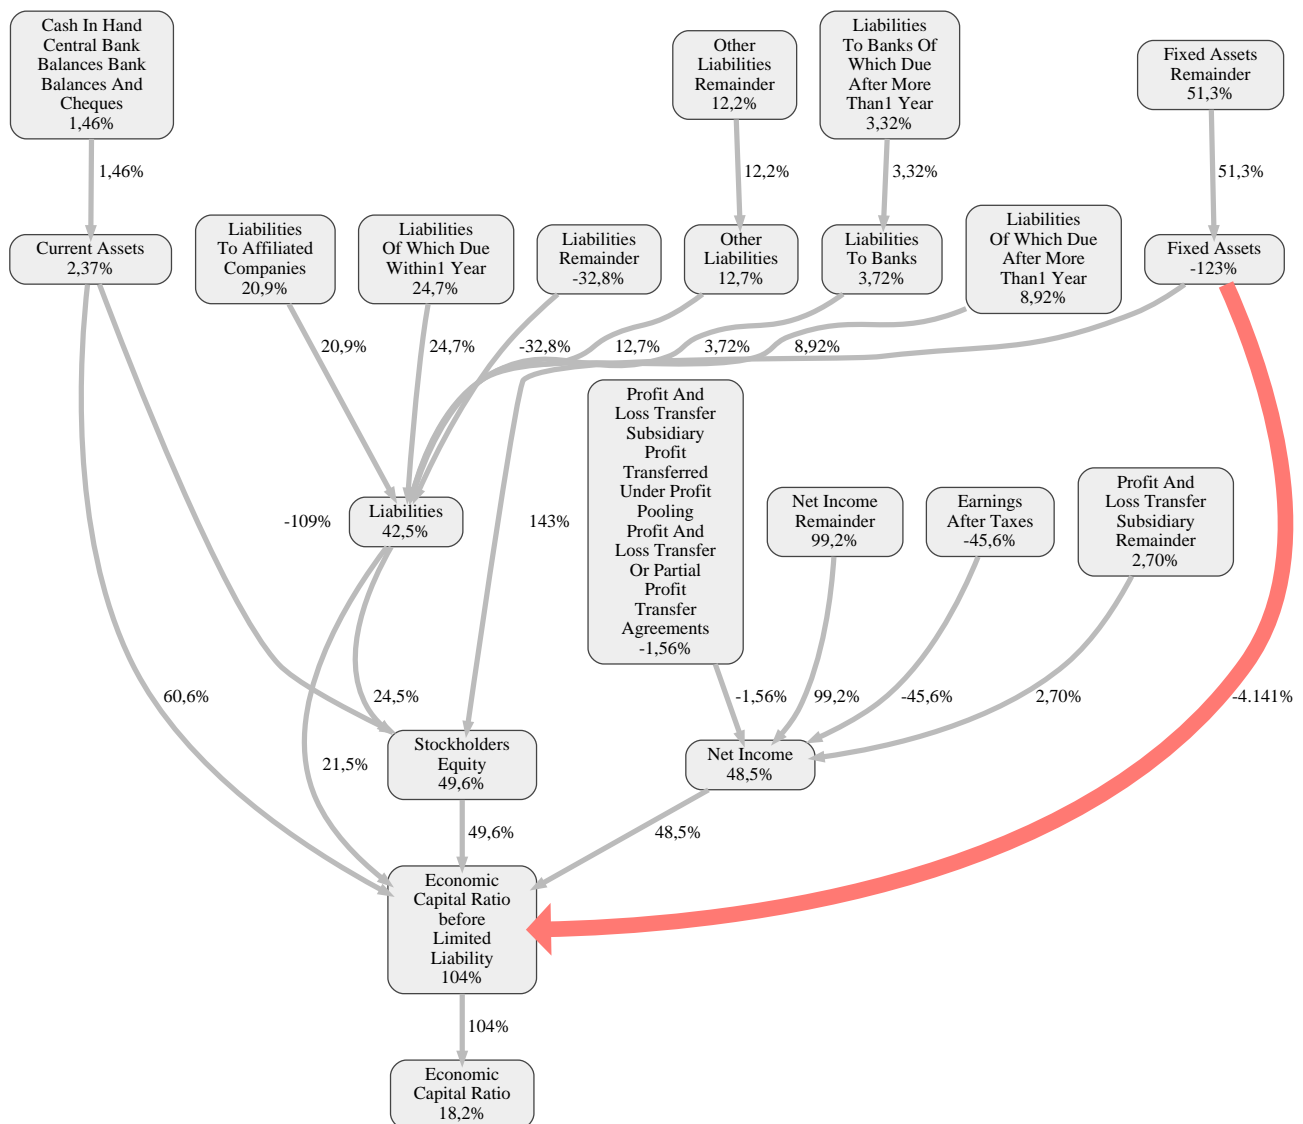 Cash In Hand
Central Bank
Balances Bank
Balances And
Cheques
1,46%
Other
Liabilities
Remainder
12,2%
Liabilities
To Banks Of
Which Due
After More
Than1 Year
3,32%
Fixed Assets
Remainder
51,3%
1,46%
12,2%
3,32%
51,3%
Current Assets
2,37%
Liabilities
To Affiliated
Companies
20,9%
Liabilities
Of Which Due
Within1 Year
24,7%
Liabilities
Remainder
-32,8%
Other
Liabilities
12,7%
Liabilities
To Banks
3,72%
Liabilities
Of Which Due
After More
Than1 Year
8,92%
Fixed Assets
-123%
20,9%
24,7%
-32,8%
12,7%
3,72%
8,92%
Profit And
Loss Transfer
Subsidiary
Profit
Transferred
Under Profit
Pooling
Profit And
Loss Transfer
Or Partial
Profit
Transfer
Agreements
-1,56%
Net Income
Remainder
99,2%
Earnings
After Taxes
-45,6%
Profit And
Loss Transfer
Subsidiary
Remainder
2,70%
-109%
Liabilities
42,5%
143%
60,6%
24,5%
-1,56%
99,2%
-45,6%
2,70%
-4.141%
21,5%
Stockholders
Equity
49,6%
Net Income
48,5%
49,6%
48,5%
Economic
Capital Ratio
before
Limited
Liability
104%
104%
Economic
Capital Ratio
18,2%